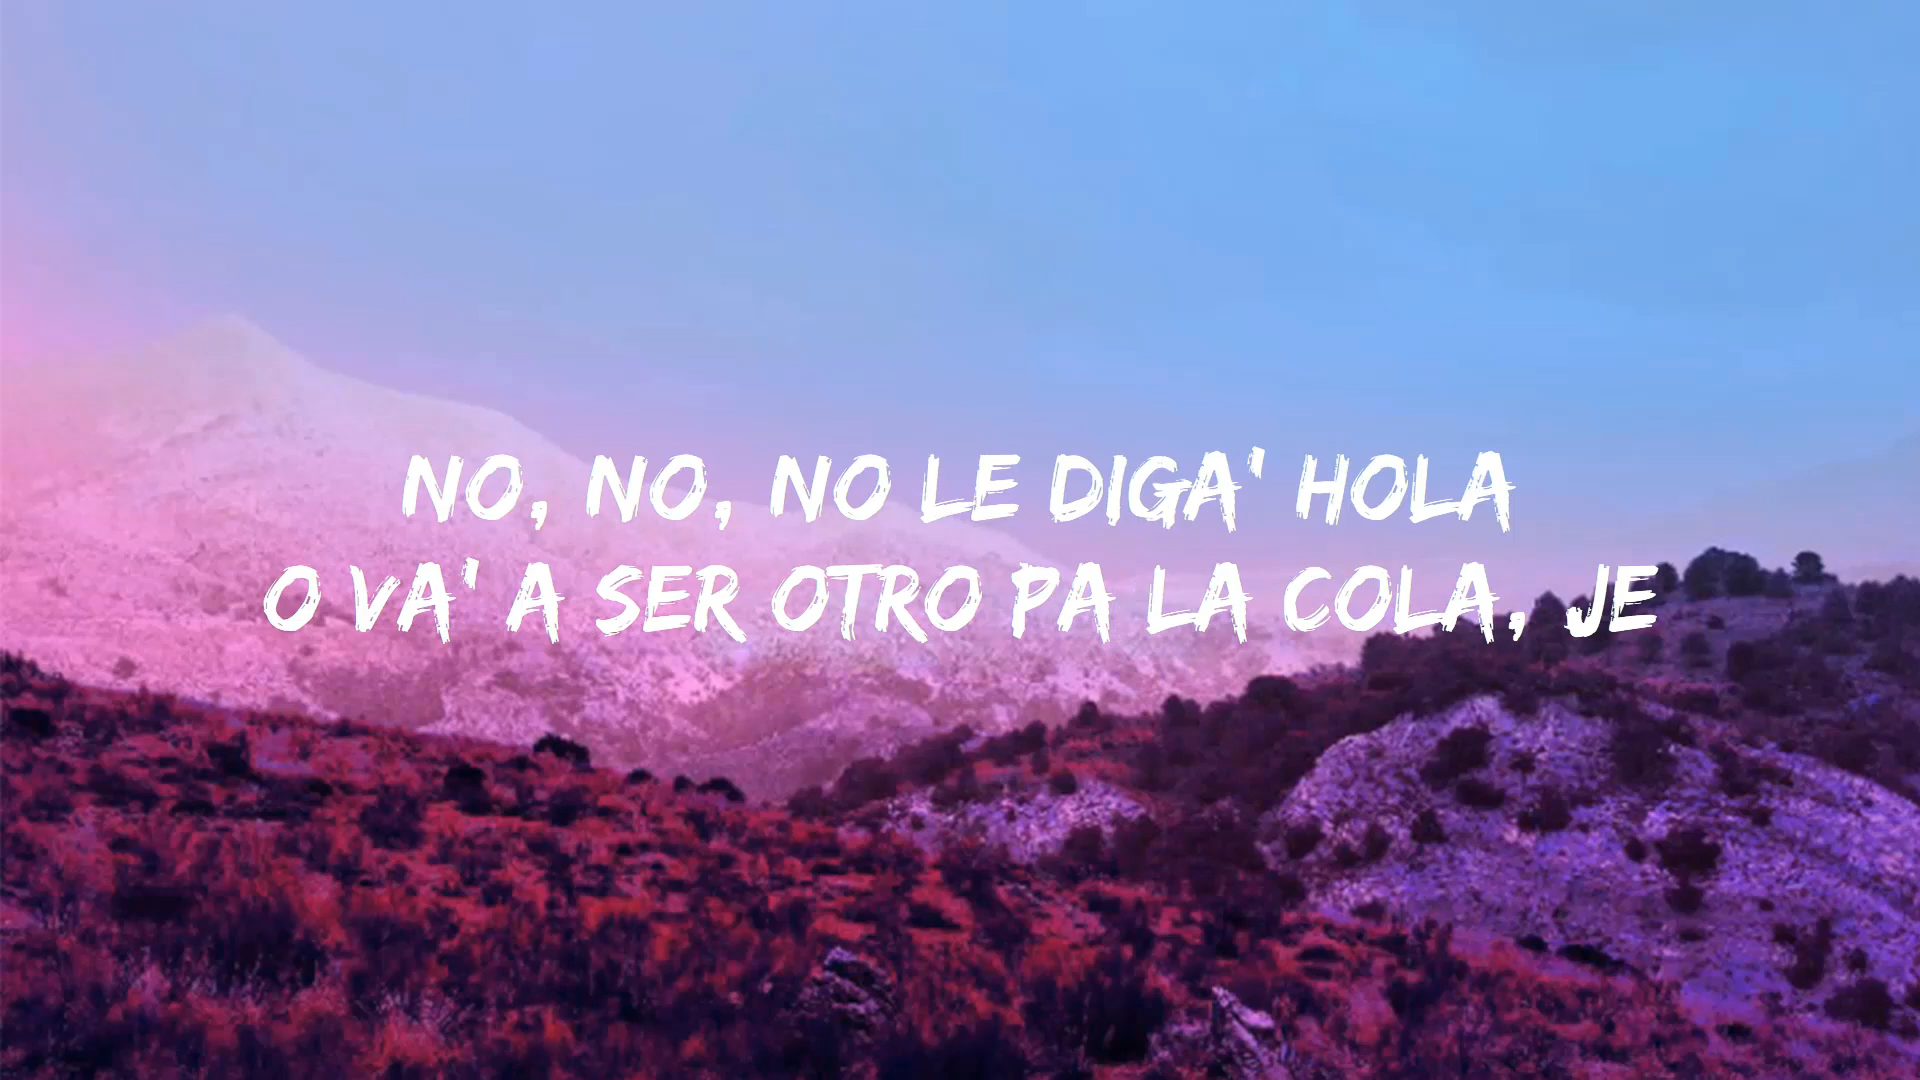 NO, NO, NO LE DIGA' HOLA
O VA' A SER OTRO PA LA COLA, JE